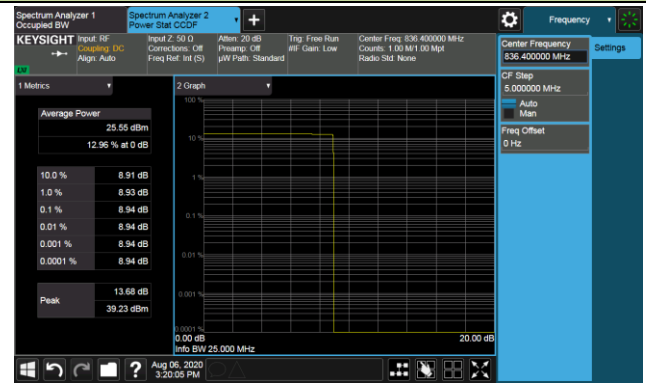 Spectrum Analyzer 1
Occupied BW
Spectrum Analyzer 2
Power Stat CCDF
Frequency
KEYSIGHT
Input: RF
Coupling: DC
Align: Auto
Input Z: 50 Ω
Corrections: Off
Freq Ref: Int (S)
Atten: 20 dB
Preamp: Off
µW Path: Standard
Trig: Free Run
#IF Gain: Low
Center Freq: 836.400000 MHz
Counts: 1.00 M/1.00 Mpt
Radio Std: None
Center Frequency
836.400000 MHz
Settings
CF Step
5.000000 MHz
Auto
Man
Freq Offset
0 Hz
1 Metrics
2 Graph
Average Power
25.55 dBm
12.96 % at 0 dB
10.0 % 8.91 dB
1.0 % 8.93 dB
0.1 % 8.94 dB
0.01 % 8.94 dB
0.001 % 8.94 dB
0.0001 % 8.94 dB
Peak
13.68 dB
39.23 dBm
100 %
10 %
1 %
0.1 %
0.01 %
0.001 %
0.0001 %
0.00 dB
20.00 dB
Info BW 25.000 MHz
Aug 06, 2020
3:20:05 PM